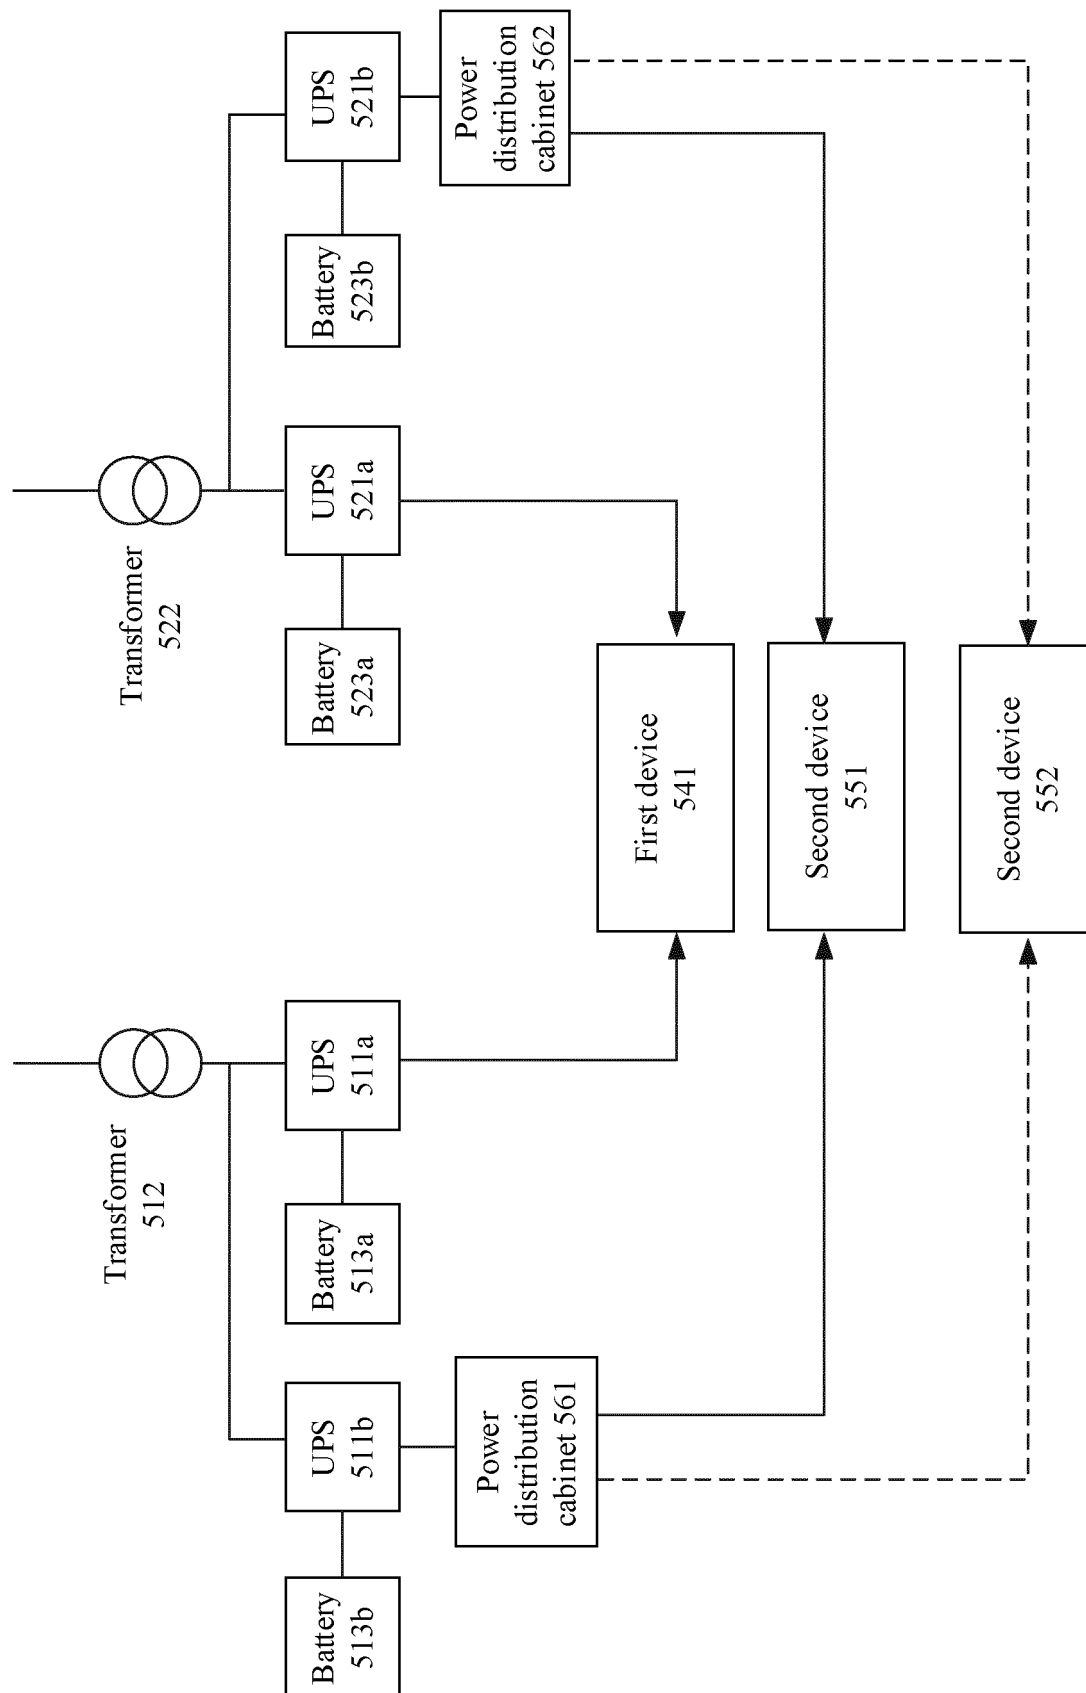 Transformer
512
Transformer
522
Battery
513b
UPS
511b
Battery
513a
UPS
511a
Battery
523a
UPS
521a
Battery
523b
UPS
521b
Power
distribution
cabinet 561
Power
distribution
cabinet 562
First device
541
Second device
551
Second device
552